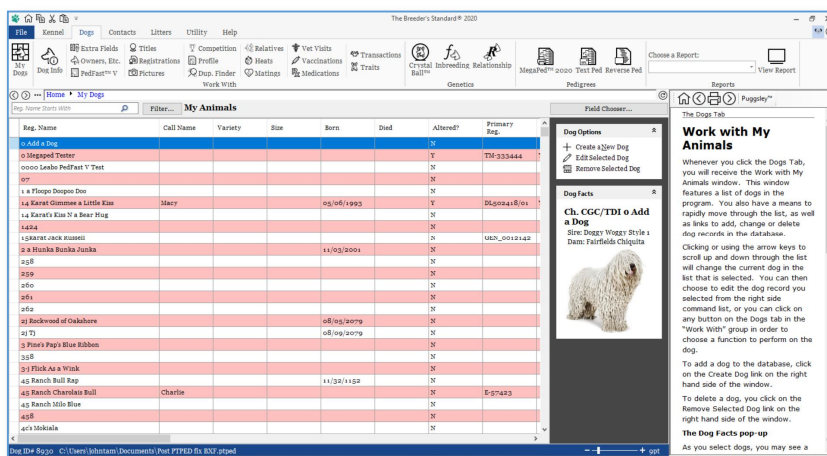 The Breeder's Standard® 2020
File Kennel Dogs Contacts Litters Utility Help
My Dogs
Dog Info
Extra Fields
Owners, Etc.
PedFast™ V
Titles
Registrations
Pictures
Competition
Profile
Dup. Finder
Relatives
Heats
Matings
Vet Visits
Vaccinations
Medications
Transactions
Traits
Work With
Crystal Ball™
Inbreeding
Relationship
Genetics
MegaPed™ 2020
Text Ped
Reverse Ped
Pedigrees
Choose a Report:
View Report
Reports
Home My Dogs
Reg. Name Starts With
Filter...
My Animals
Field Chooser...
Reg. Name Call Name Variety Size Born Died Altered? Primary Reg.
0 Add a Dog N
0 Megaped Tester Y TM-333444
0000 Leabo PedFast V Test N
07 N
1 a Floopo Doopoo Doo N
14 Karat Gimmee a Little Kiss Macy 05/06/1993 Y DL502418/01
14 Karat's Kiss N a Bear Hug N
1424 N
15karat Jack Russell N GEN_0012142
2 a Hunka Bunka Junka 11/03/2001 N
258 N
259 N
260 N
261 N
262 N
2j Rockwood of Oakshore 08/05/2079 N
2j Tj 08/09/2079 N
3 Pine's Pap's Blue Ribbon N
358 N
3-j Flick As a Wink N
45 Ranch Bull Rap 11/32/1152 N
45 Ranch Charolais Bull Charlie N E-57423
45 Ranch Milo Blue N
458 N
4c's Mokiala N
Dog Options
Create a New Dog
Edit Selected Dog
Remove Selected Dog
Dog Facts
Ch. CGC/TDI 0 Add
a Dog
Sire: Doggy Woggy Style 1
Dam: Fairfields Chiquita
Puggsley™
The Dogs Tab
Work with My
Animals
Whenever you click the Dogs Tab,
you will receive the Work with My
Animals window. This window
features a list of dogs in the
program. You also have a means to
rapidly move through the list, as well
as links to add, change or delete
dog records in the database.
Clicking or using the arrow keys to
scroll up and down through the list
will change the current dog in the
list that is selected. You can then
choose to edit the dog record you
selected from the right side
command list, or you can click on
any button on the Dogs tab in the
"Work With" group in order to
choose a function to perform on the
dog.
To add a dog to the database, click
on the Create Dog link on the right
hand side of the window.
To delete a dog, you click on the
Remove Selected Dog link on the
right hand side of the window.
The Dog Facts pop-up
As you select dogs, you may see a
Dog ID# 8930 C:\Users\johntam\Documents\Post PTPED fix BXF.ptped
9pt